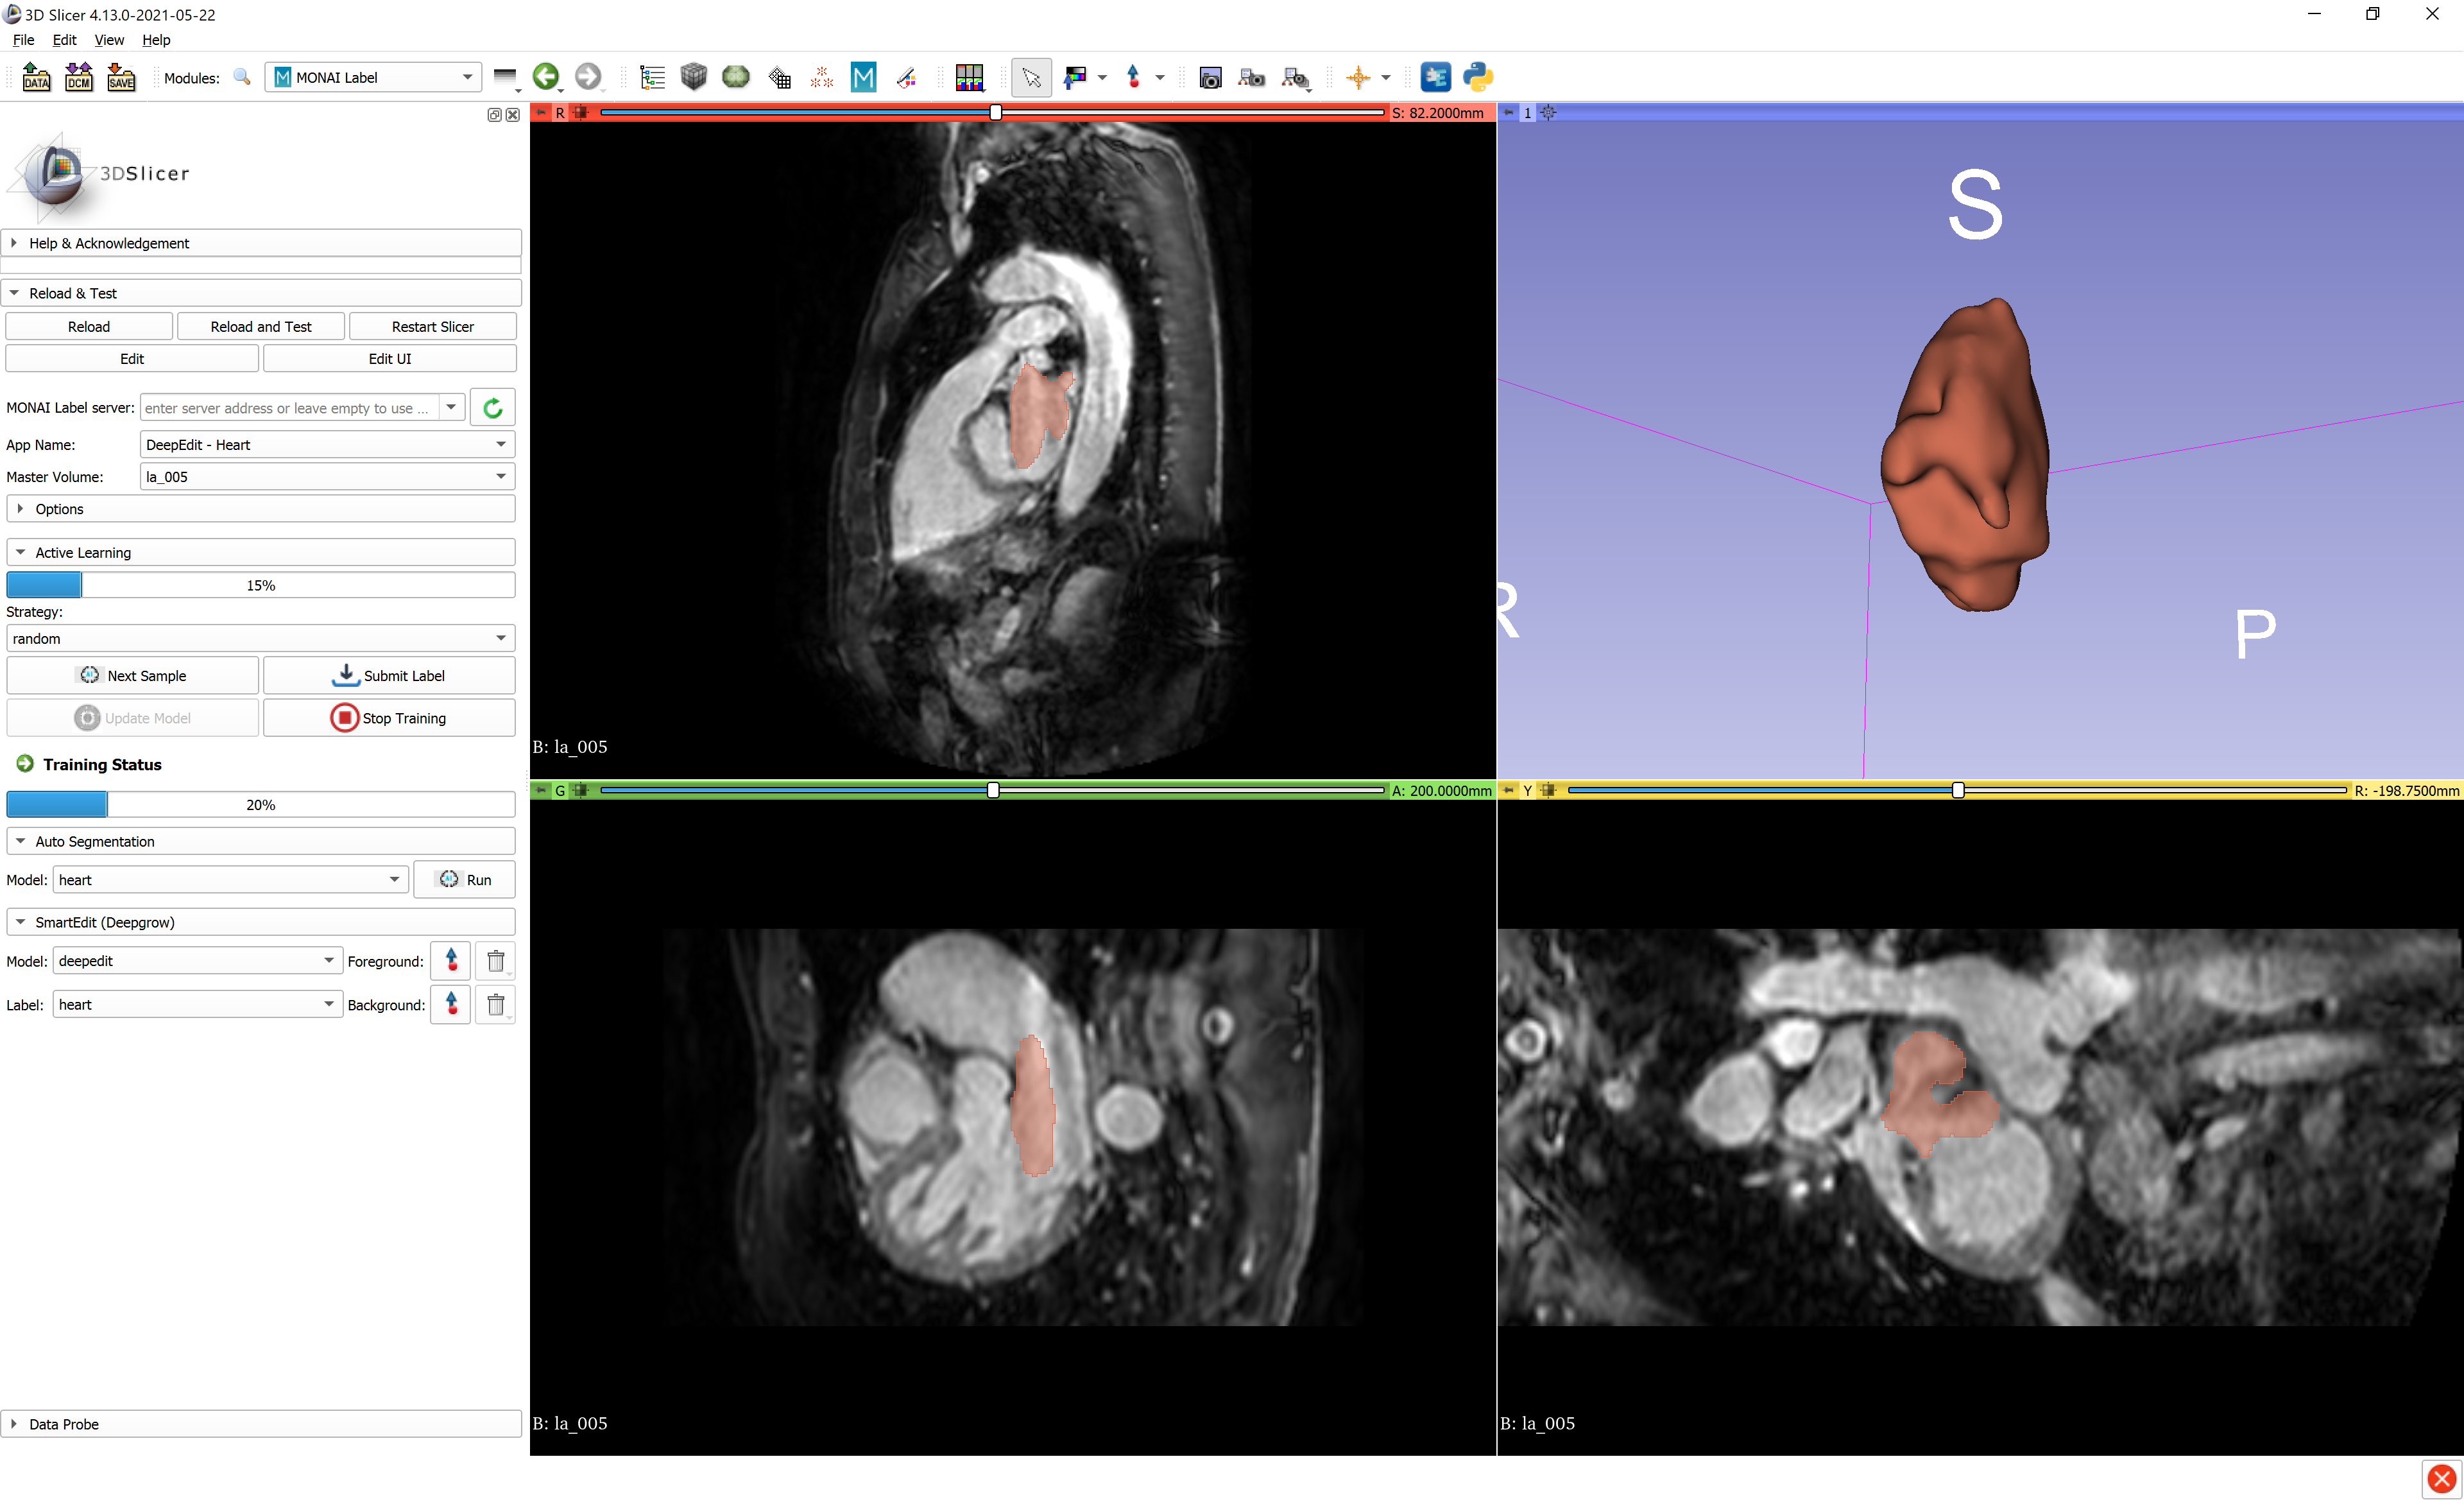 3D Slicer 4.13.0-2021-05-22
File Edit View Help
DATA DCM SAVE Modules: M MONAI Label M
3DSlicer
Help & Acknowledgement
Reload & Test
Reload Reload and Test Restart Slicer
Edit Edit UI
MONAI Label server: enter server address or leave empty to use ...
App Name: DeepEdit - Heart
Master Volume: la_005
Options
Active Learning
15%
Strategy:
random
Next Sample Submit Label
Update Model Stop Training
Training Status
20%
Auto Segmentation
Model: heart Run
SmartEdit (Deepgrow)
Model: deepedit Foreground:
Label: heart Background:
Data Probe
R S: 82.2000mm
B: la_005
1
S
R
P
G A: 200.0000mm
B: la_005
Y R: -198.7500mm
B: la_005